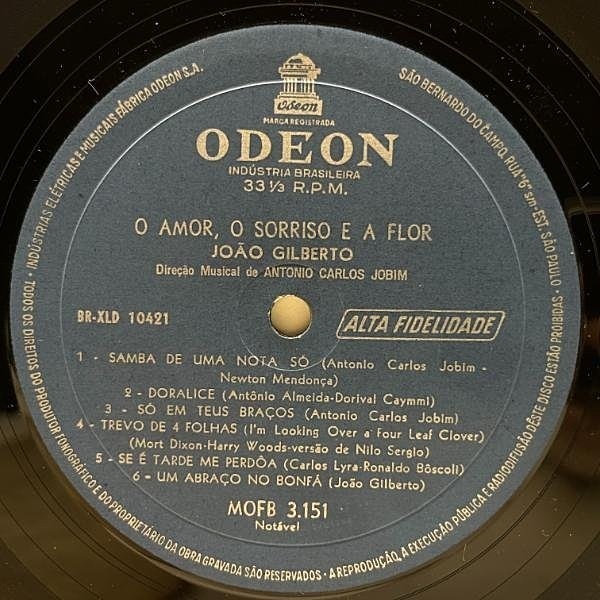 INDÚSTRIAS ELÉTRICAS E MUSICAIS FÁBRICA ODEON S.A.
SÃO BERNARDO DO CAMPO, RUA "6" sm-EST. SÃO PAULO
Odeon
MARCA REGISTRADA
ODEON
INDÚSTRIA BRASILEIRA
33 1/3 R.P.M.
O AMOR, O SORRISO E A FLOR
JOÃO GILBERTO
Direção Musical de ANTONIO CARLOS JOBIM
BR-XLD 10421
ALTA FIDELIDADE
1 - SAMBA DE UMA NOTA SÓ (Antonio Carlos Jobim -
Newton Mendonça)
2 - DORALICE (Antônio Almeida-Dorival Caymmi)
3 - SÓ EM TEUS BRAÇOS (Antonio Carlos Jobim)
4 - TREVO DE 4 FOLHAS (I'm Looking Over a Four Leaf Clover)
(Mort Dixon-Harry Woods-versão de Nilo Sergio)
5 - SE É TARDE ME PERDÔA (Carlos Lyra-Ronaldo Bôscoli)
6 - UM ABRAÇO NO BONFÁ (João Gilberto)
MOFB 3.151
Notável
TODOS OS DIREITOS DO PRODUTOR FONOGRÁFICO E DO PROPRIETÁRIO DA OBRA GRAVADA SÃO RESERVADOS · A REPRODUÇÃO, A EXECUÇÃO PÚBLICA E RADIODIFUSÃO DÊSTE DISCO ESTÃO PROIBIDAS ·